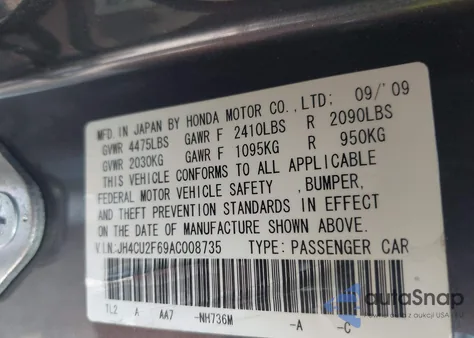 MFD. IN JAPAN BY HONDA MOTOR CO., LTD; 09/'09
GVWR 4475LBS GAWR F 2410LBS R 2090LBS
GVWR 2030KG GAWR F 1095KG R 950KG
THIS VEHICLE CONFORMS TO ALL APPLICABLE
FEDERAL MOTOR VEHICLE SAFETY , BUMPER,
AND THEFT PREVENTION STANDARDS IN EFFECT
ON THE DATE OF MANUFACTURE SHOWN ABOVE.
V.I.N: JH4CU2F69AC008735 TYPE: PASSENGER CAR
TL2 A AA7 -NH736M -A -C
autoSnap